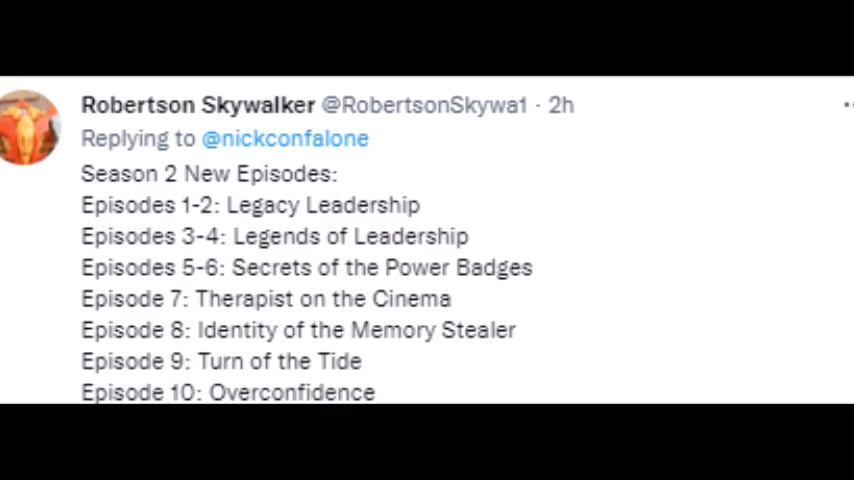 Robertson Skywalker @RobertsonSkywa1 · 2h
Replying to @nickconfalone
Season 2 New Episodes:
Episodes 1-2: Legacy Leadership
Episodes 3-4: Legends of Leadership
Episodes 5-6: Secrets of the Power Badges
Episode 7: Therapist on the Cinema
Episode 8: Identity of the Memory Stealer
Episode 9: Turn of the Tide
Episode 10: Overconfidence